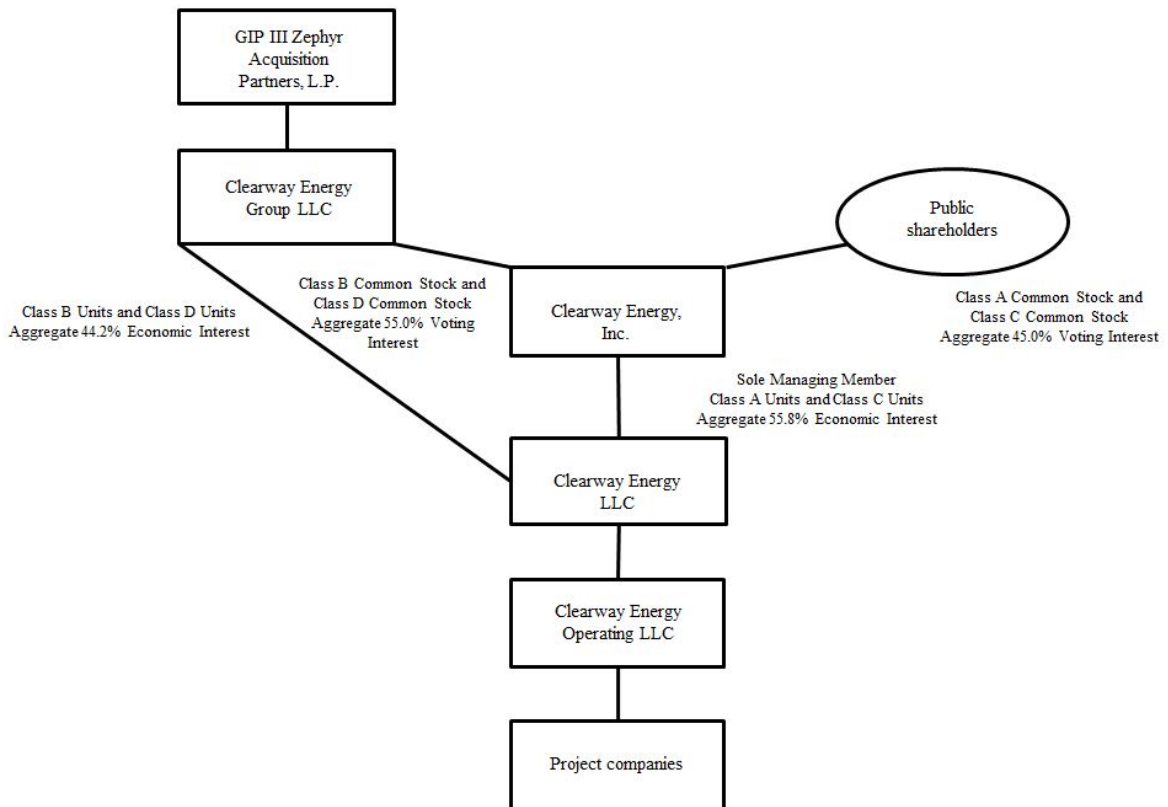 GIP III Zephyr
Acquisition
Partners, L.P.
Clearway Energy
Group LLC
Public
shareholders
Class B Units and Class D Units
Aggregate 44.2% Economic Interest
Class B Common Stock and
Class D Common Stock
Aggregate 55.0% Voting
Interest
Clearway Energy,
Inc.
Class A Common Stock and
Class C Common Stock
Aggregate 45.0% Voting Interest
Sole Managing Member
Class A Units and Class C Units
Aggregate 55.8% Economic Interest
Clearway Energy
LLC
Clearway Energy
Operating LLC
Project companies